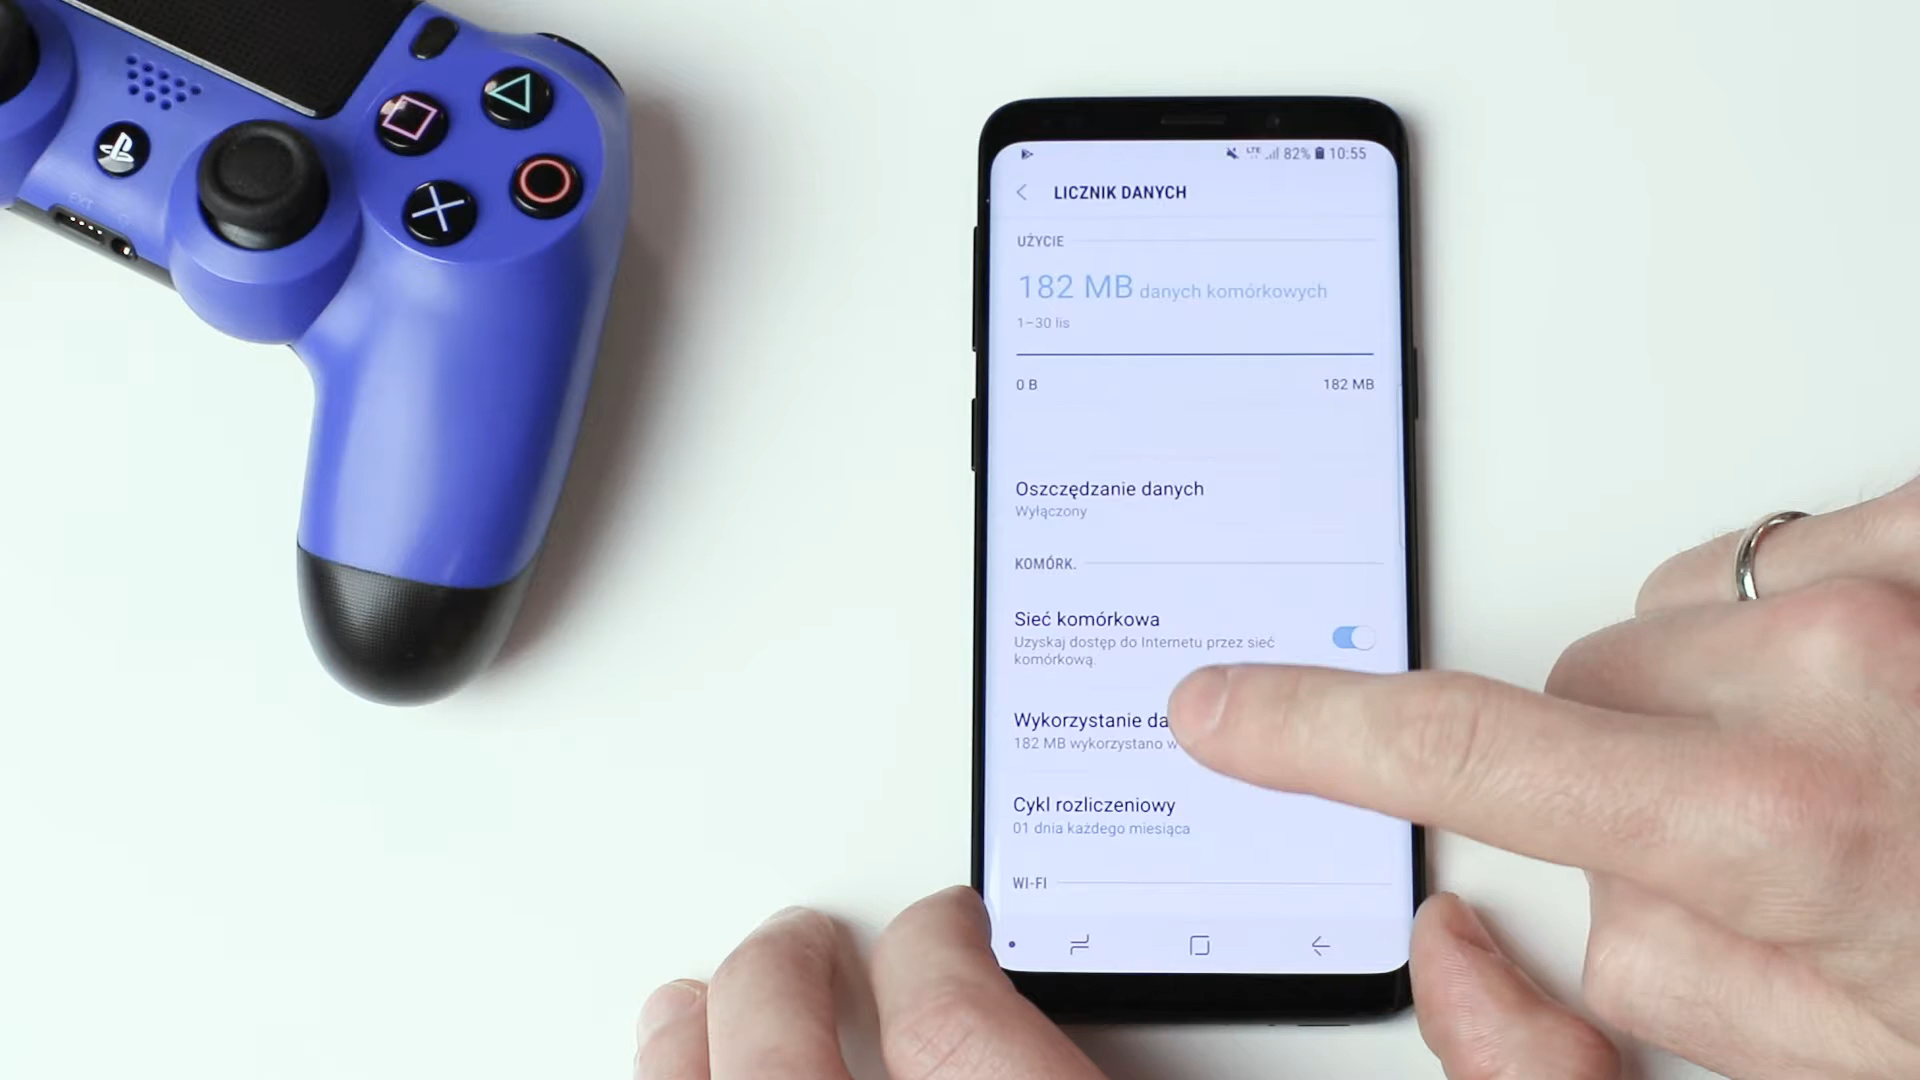 EXT
LTE 82% 10:55
LICZNIK DANYCH
UŻYCIE
182 MB danych komórkowych
1–30 lis
0 B 182 MB
Oszczędzanie danych
Wyłączony
KOMÓRK.
Sieć komórkowa
Uzyskaj dostęp do Internetu przez sieć
komórkową.
Wykorzystanie da
182 MB wykorzystano w
Cykl rozliczeniowy
01 dnia każdego miesiąca
WI-FI